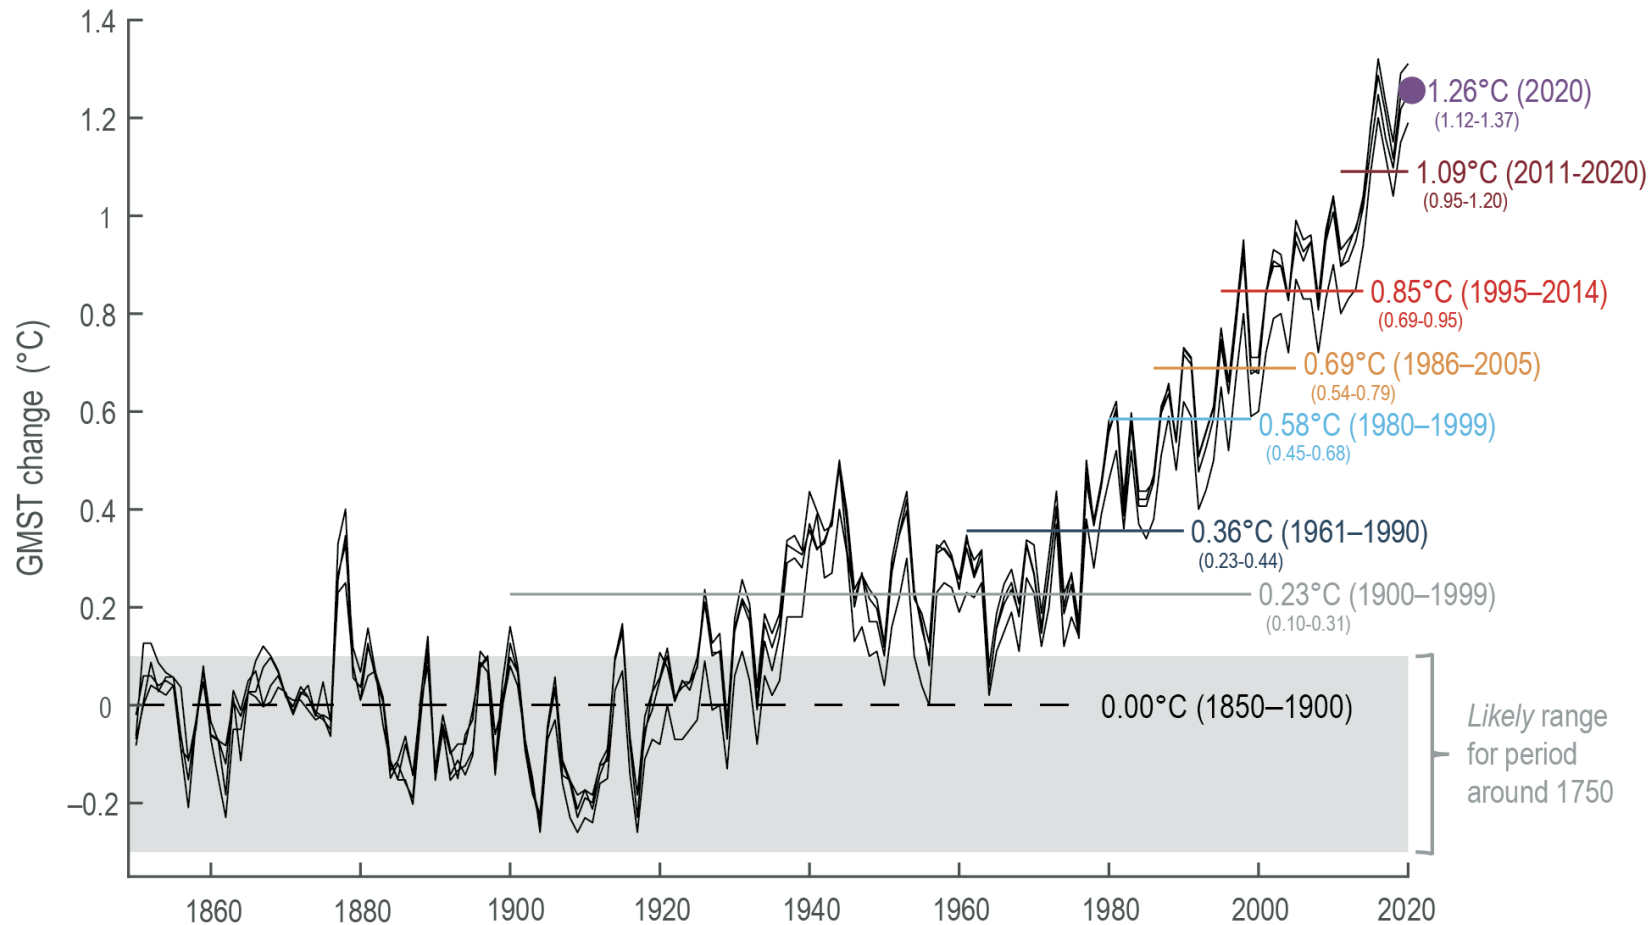 1.4
1.2
1
0.8
0.6
0.4
0.2
0
–0.2
GMST change (°C)
1860
1880
1900
1920
1940
1960
1980
2000
2020
1.26°C (2020)
(1.12-1.37)
1.09°C (2011-2020)
(0.95-1.20)
0.85°C (1995–2014)
(0.69-0.95)
0.69°C (1986–2005)
(0.54-0.79)
0.58°C (1980–1999)
(0.45-0.68)
0.36°C (1961–1990)
(0.23-0.44)
0.23°C (1900–1999)
(0.10-0.31)
0.00°C (1850–1900)
Likely range
for period
around 1750